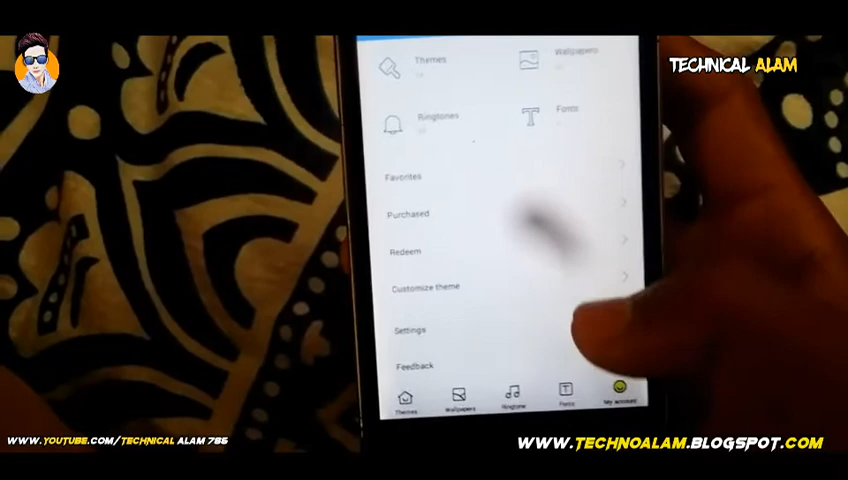 TECHNICAL ALAM
Themes
Wallpapers
Ringtones
Fonts
Favorites
Purchased
Redeem
Customize theme
Settings
Feedback
Themes
Wallpapers
Ringtone
Fonts
My account
WWW.YOUTUBE.COM/TECHNICAL ALAM 786
WWW.TECHNOALAM.BLOGSPOT.COM